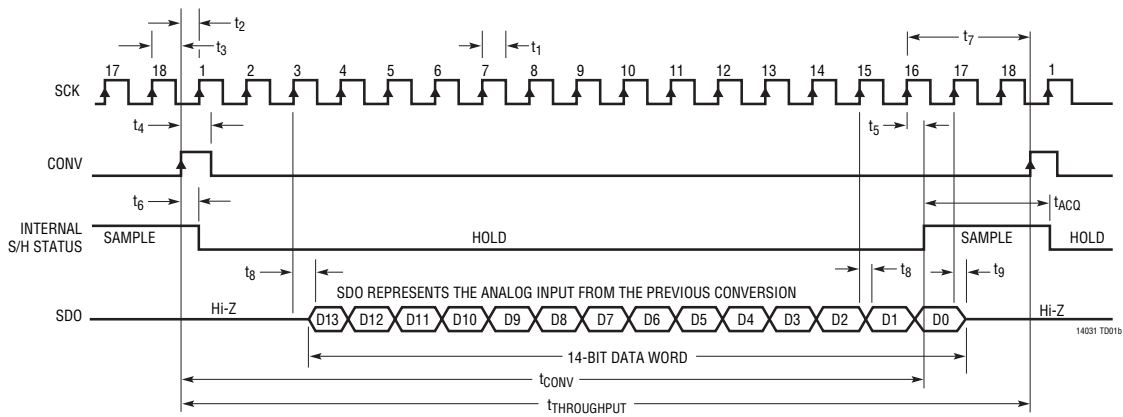 t2
t3
t1
t7
17 18 1 2 3 4 5 6 7 8 9 10 11 12 13 14 15 16 17 18 1
SCK
t4
t5
CONV
t6
tACQ
INTERNAL
S/H STATUS
SAMPLE HOLD SAMPLE HOLD
t8 t8 t9
SDO REPRESENTS THE ANALOG INPUT FROM THE PREVIOUS CONVERSION
SDO
Hi-Z D13 D12 D11 D10 D9 D8 D7 D6 D5 D4 D3 D2 D1 D0 Hi-Z
14031 TD01b
14-BIT DATA WORD
tCONV
tTHROUGHPUT